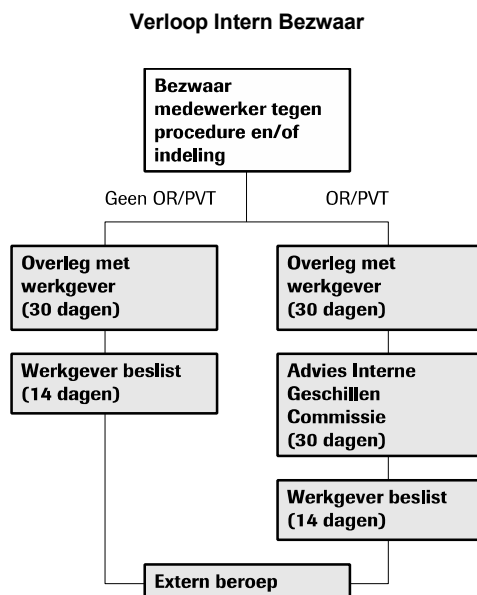 Verloop Intern Bezwaar
Bezwaar
medewerker tegen
procedure en/of
indeling
Geen OR/PVT
OR/PVT
Overleg met
werkgever
(30 dagen)
Overleg met
werkgever
(30 dagen)
Werkgever beslist
(14 dagen)
Advies Interne
Geschillen
Commissie
(30 dagen)
Werkgever beslist
(14 dagen)
Extern beroep